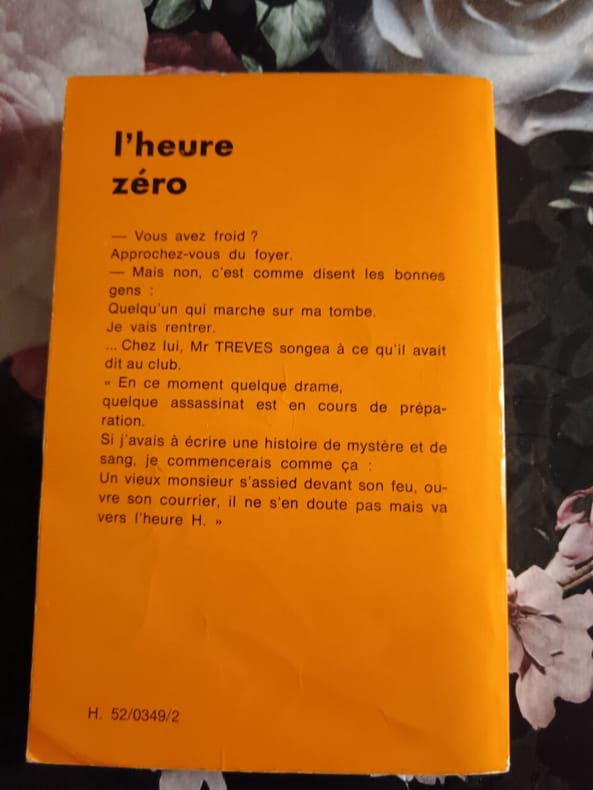 l'heure
zéro
— Vous avez froid ?
Approchez-vous du foyer.
— Mais non, c'est comme disent les bonnes
gens :
Quelqu'un qui marche sur ma tombe.
Je vais rentrer.
... Chez lui, Mr TREVES songea à ce qu'il avait
dit au club.
« En ce moment quelque drame,
quelque assassinat est en cours de prépa-
ration.
Si j'avais à écrire une histoire de mystère et de
sang, je commencerais comme ça :
Un vieux monsieur s'assied devant son feu, ou-
vre son courrier, il ne s'en doute pas mais va
vers l'heure H. »
H. 52/0349/2